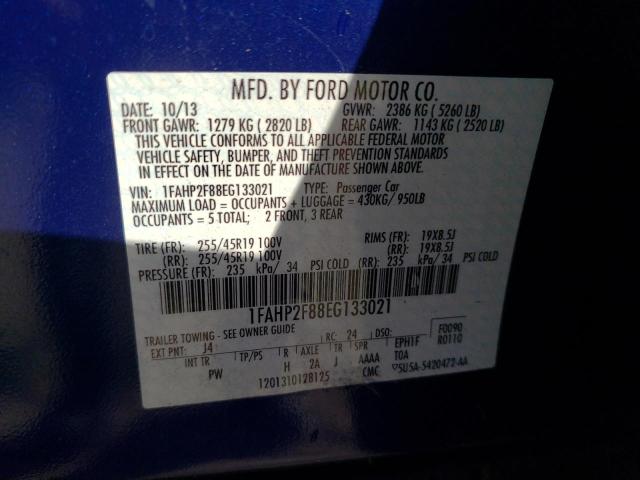 MFD. BY FORD MOTOR CO.
DATE: 10/13 GVWR: 2386 KG ( 5260 LB)
FRONT GAWR: 1279 KG ( 2820 LB) REAR GAWR: 1143 KG ( 2520 LB)
THIS VEHICLE CONFORMS TO ALL APPLICABLE FEDERAL MOTOR
VEHICLE SAFETY, BUMPER, AND THEFT PREVENTION STANDARDS
IN EFFECT ON THE DATE OF MANUFACTURE SHOWN ABOVE.
VIN: 1FAHP2F88EG133021 TYPE: Passenger Car
MAXIMUM LOAD = OCCUPANTS + LUGGAGE = 430KG/ 950LB
OCCUPANTS = 5 TOTAL: 2 FRONT, 3 REAR
TIRE (FR): 255/45R19 100V RIMS (FR): 19X8.5J
(RR): 255/45R19 100V (RR): 19X8.5J
PRESSURE (FR): 235 kPa/ 34 PSI COLD (RR): 235 kPa/ 34 PSI COLD
1FAHP2F88EG133021
TRAILER TOWING - SEE OWNER GUIDE F0090
EXT PNT: J4 RC: 24 DSO: R0110
INT TR TP/PS R AXLE TR SPR EPH1F
PW H 2A J AAAA T0A
1201310128125 CMC 5U5A-5420472-AA